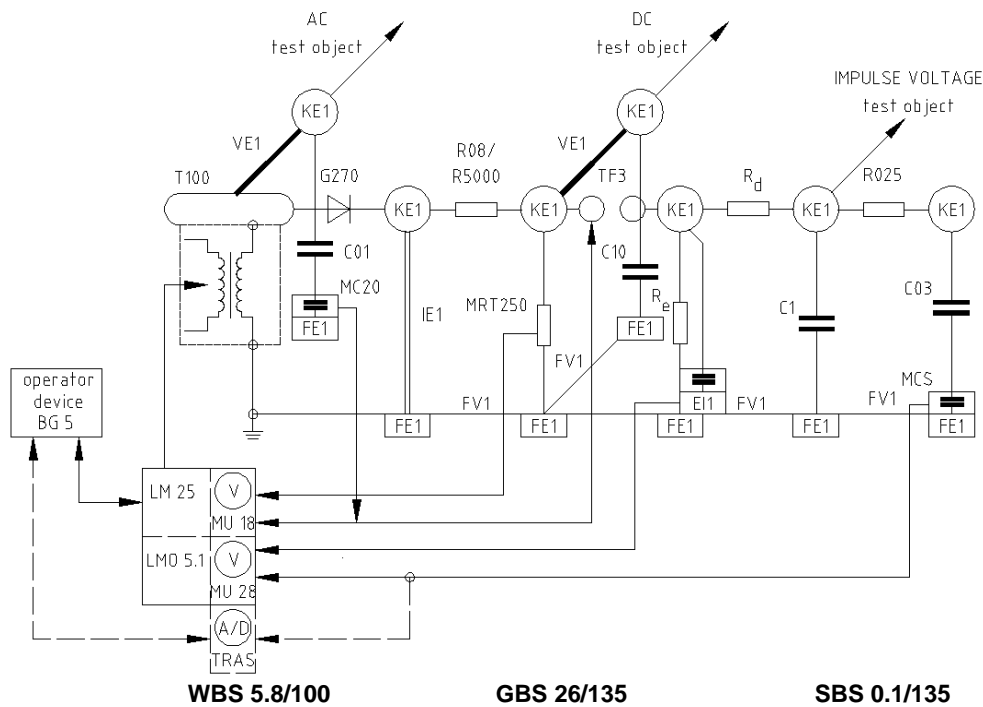 AC
test object
DC
test object
IMPULSE VOLTAGE
test object
KE1
KE1
VE1
VE1
R08/
R5000
TF3
T100
G270
Rd
R025
KE1
KE1
KE1
KE1
KE1
C01
C10
MC20
FE1
IE1
MRT250
Re
FE1
C1
C03
FV1
MCS
operator
device
BG 5
FV1
EI1
FV1
FV1
FE1
FE1
FE1
FE1
FE1
LM 25
V
MU 18
LMO 5.1
V
MU 28
A/D
TRAS
WBS 5.8/100
GBS 26/135
SBS 0.1/135